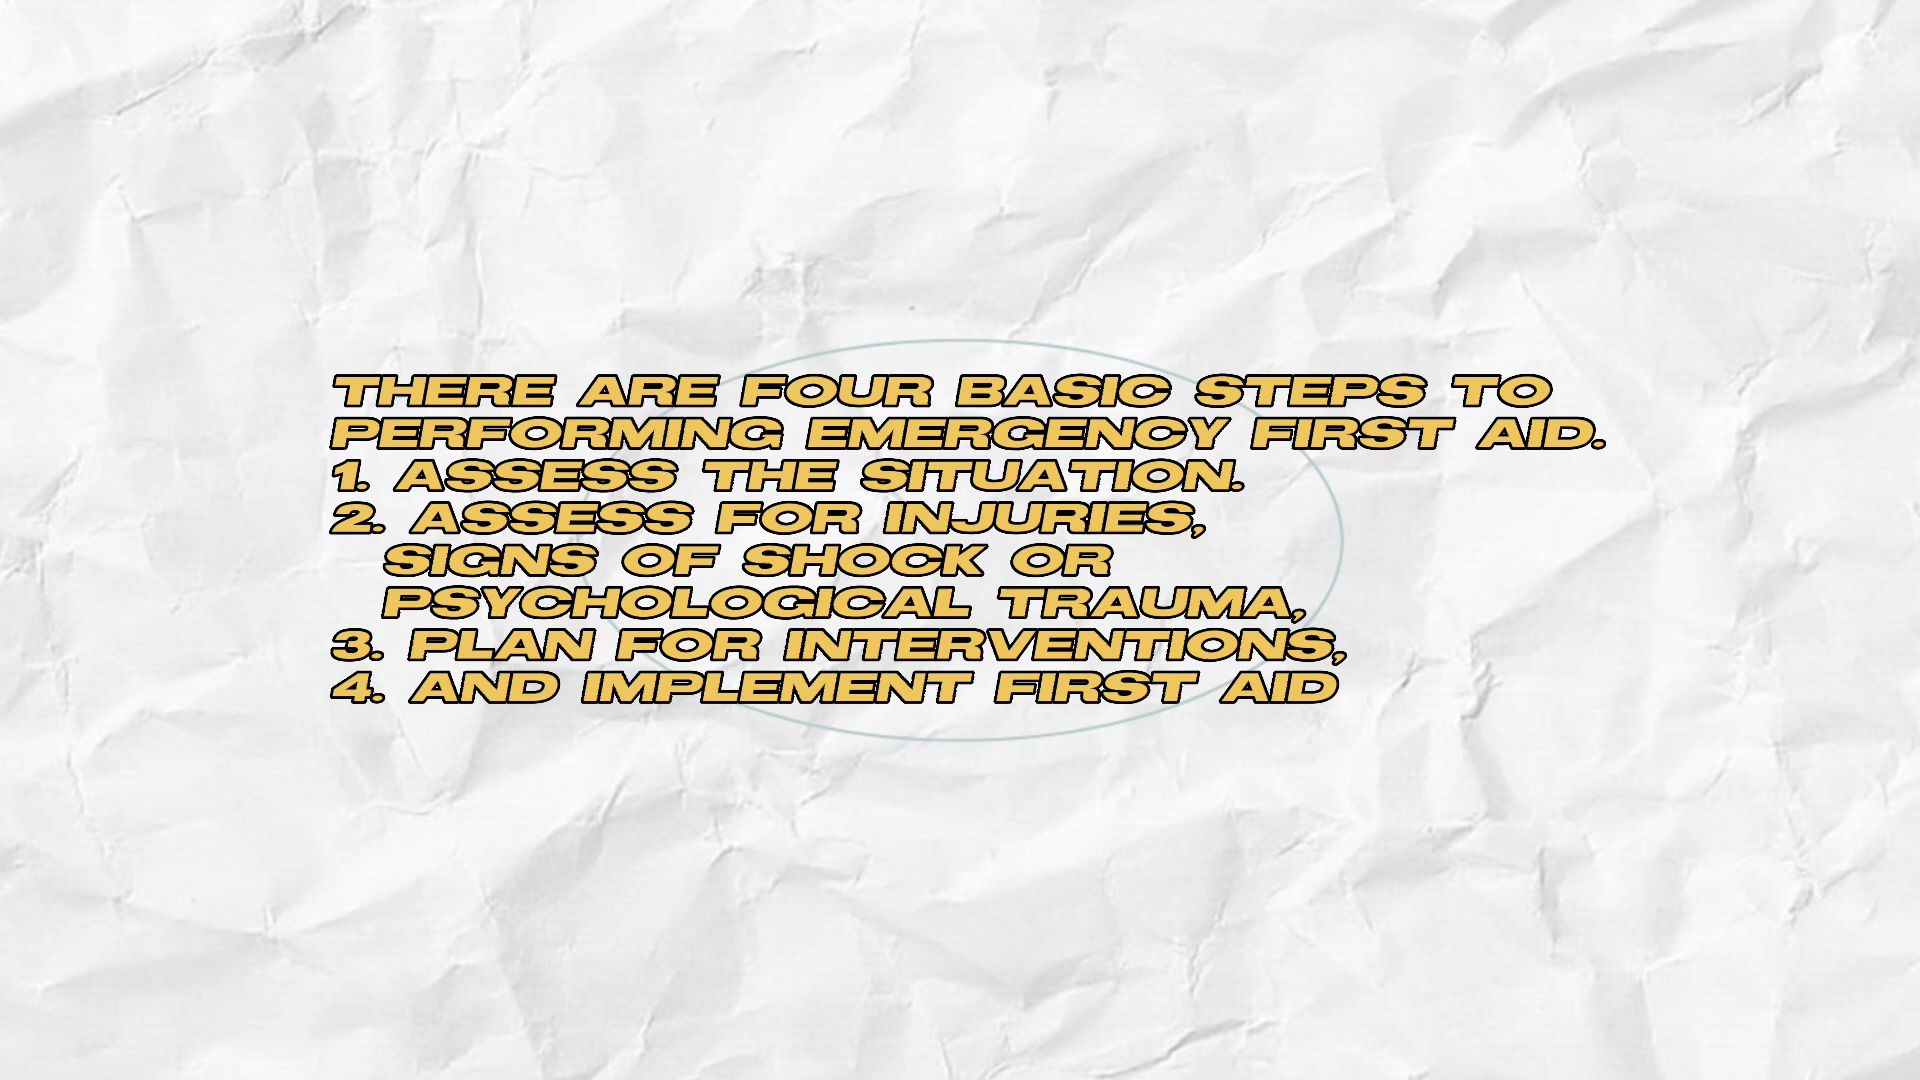 THERE ARE FOUR BASIC STEPS TO
PERFORMING EMERGENCY FIRST AID.
1. ASSESS THE SITUATION.
2. ASSESS FOR INJURIES,
SIGNS OF SHOCK OR
PSYCHOLOGICAL TRAUMA,
3. PLAN FOR INTERVENTIONS,
4. AND IMPLEMENT FIRST AID